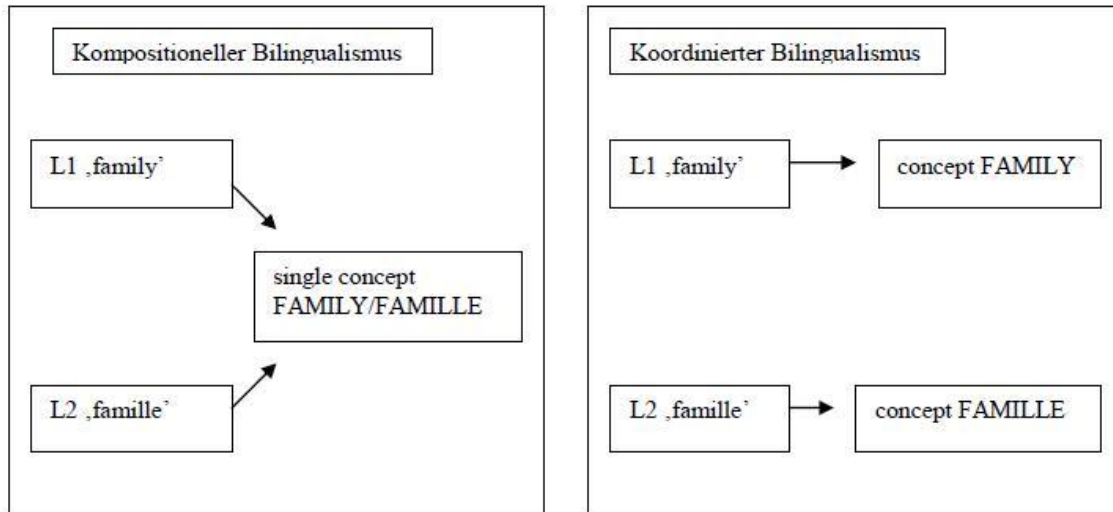 Kompositioneller Bilingualismus
L1 ‚family’
single concept
FAMILY/FAMILLE
L2 ‚famille’
Koordinierter Bilingualismus
L1 ‚family’
concept FAMILY
L2 ‚famille’
concept FAMILLE